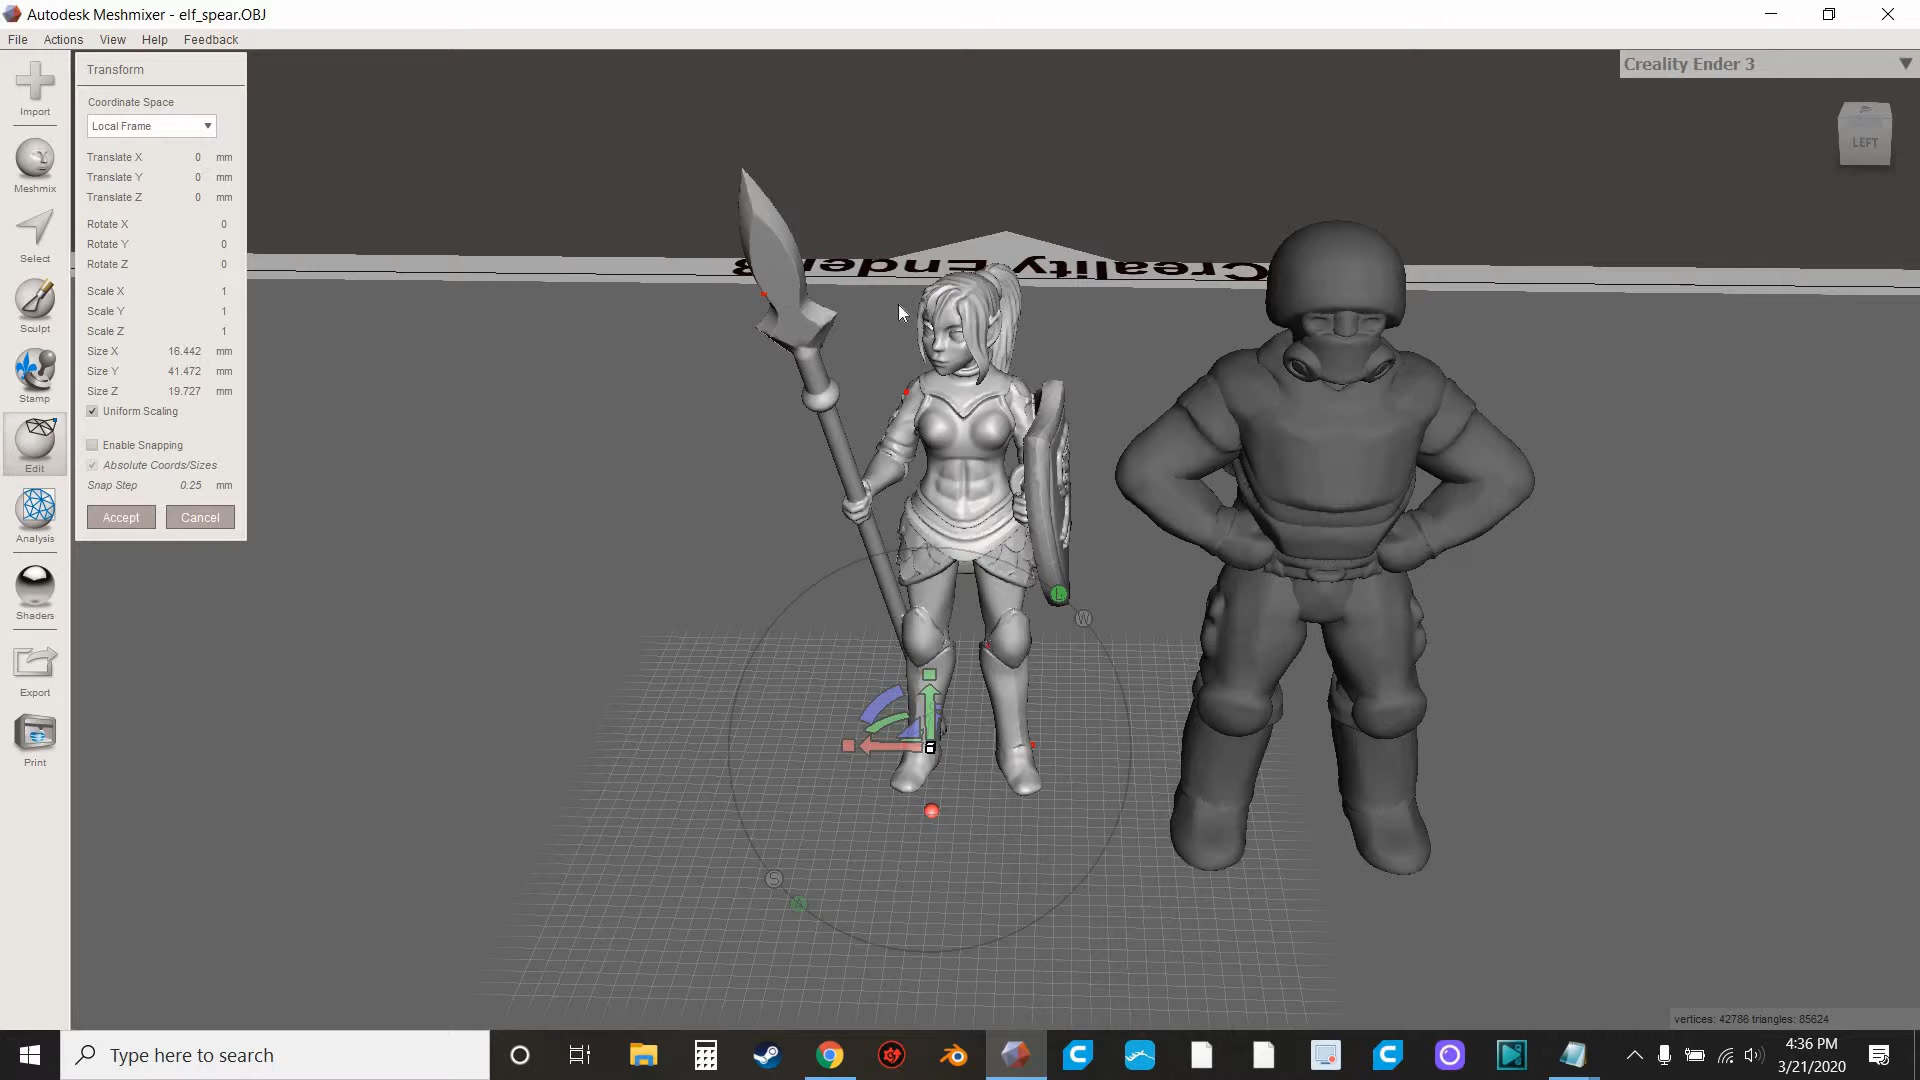 Autodesk Meshmixer - elf_spear.OBJ
File Actions View Help Feedback
Import
Meshmix
Select
Sculpt
Stamp
Edit
Analysis
Shaders
Export
Print
Transform
Coordinate Space
Local Frame
Translate X 0 mm
Translate Y 0 mm
Translate Z 0 mm
Rotate X 0
Rotate Y 0
Rotate Z 0
Scale X 1
Scale Y 1
Scale Z 1
Size X 16.442 mm
Size Y 41.472 mm
Size Z 19.727 mm
Uniform Scaling
Enable Snapping
Absolute Coords/Sizes
Snap Step 0.25 mm
Accept Cancel
Creality Ender 3
LEFT
Creality Ender 3
L
W
S
vertices: 42786 triangles: 85624
Type here to search
4:36 PM
3/21/2020